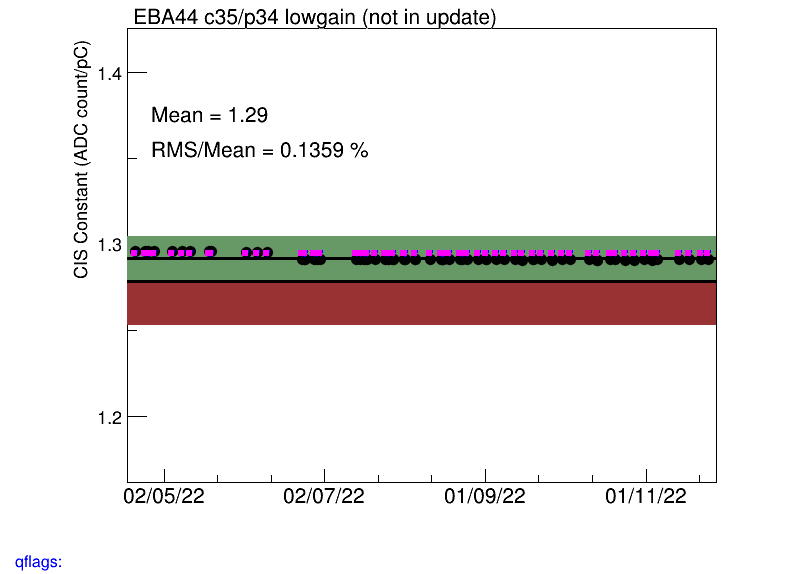 EBA44 c35/p34 lowgain (not in update)
CIS Constant (ADC count/pC)
1.4
Mean = 1.29
RMS/Mean = 0.1359 %
1.3
1.2
02/05/22 02/07/22 01/09/22 01/11/22
qflags: